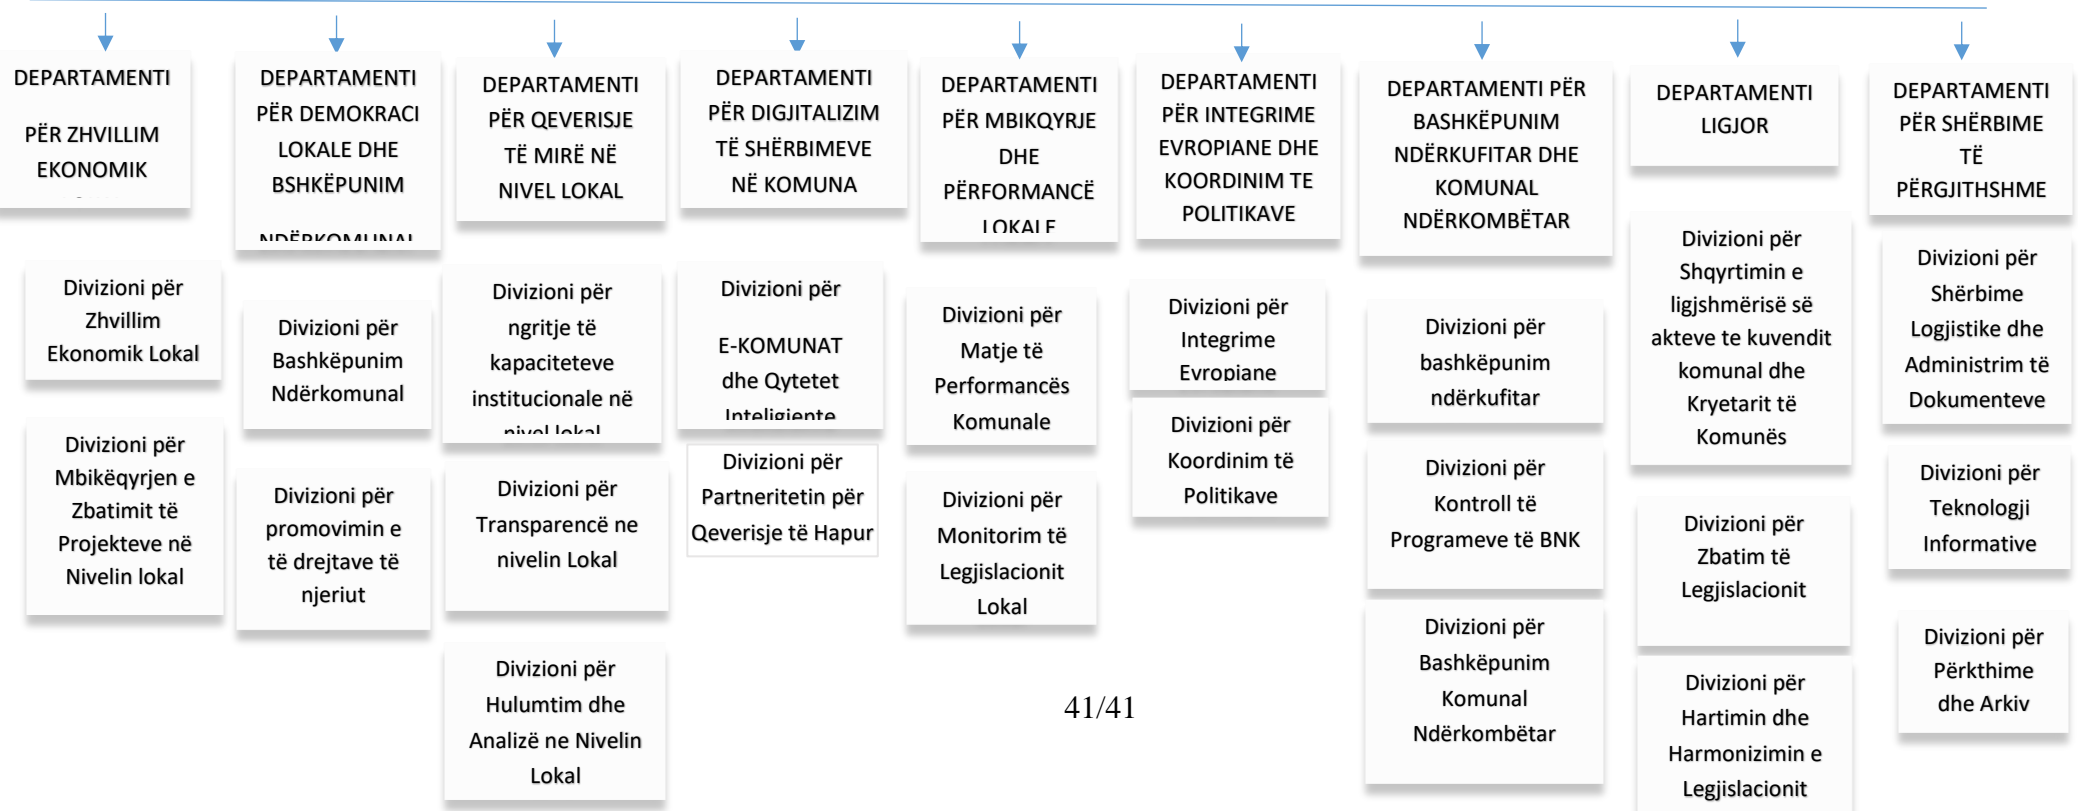 DEPARTAMENTI
PËR ZHVILLIM
EKONOMIK
Divizioni për
Zhvillim
Ekonomik Lokal
Divizioni për
Mbikëqyrjen e
Zbatimit të
Projekteve në
Nivelin lokal
DEPARTAMENTI
PËR DEMOKRACI
LOKALE DHE
BSHKËPUNIM
NDËRKOMUNAL
Divizioni për
Bashkëpunim
Ndërkomunal
Divizioni për
promovimin e
të drejtave të
njeriut
DEPARTAMENTI
PËR QEVERISJE
TË MIRË NË
NIVEL LOKAL
Divizioni për
ngritje të
kapaciteteve
institucionale në
nivel lokal
Divizioni për
Transparencë ne
nivelin Lokal
Divizioni për
Hulumtim dhe
Analizë ne Nivelin
Lokal
DEPARTAMENTI
PËR DIGJITALIZIM
TË SHËRBIMEVE
NË KOMUNA
Divizioni për
E-KOMUNAT
dhe Qytetet
Inteligjente
Divizioni për
Partneritetin për
Qeverisje të Hapur
DEPARTAMENTI
PËR MBIKQYRJE
DHE
PËRFORMANCË
LOKALE
Divizioni për
Matje të
Performancës
Komunale
Divizioni për
Monitorim të
Legjislacionit
Lokal
DEPARTAMENTI
PËR INTEGRIME
EVROPIANE DHE
KOORDINIM TE
POLITIKAVE
Divizioni për
Integrime
Evropiane
Divizioni për
Koordinim të
Politikave
DEPARTAMENTI PËR
BASHKËPUNIM
NDËRKUFITAR DHE
KOMUNAL
NDËRKOMBËTAR
Divizioni për
bashkëpunim
ndërkufitar
Divizioni për
Kontroll të
Programeve të BNK
Divizioni për
Bashkëpunim
Komunal
Ndërkombëtar
DEPARTAMENTI
LIGJOR
Divizioni për
Shqyrtimin e
ligjshmërisë së
akteve te kuvendit
komunal dhe
Kryetarit të
Komunës
Divizioni për
Zbatim të
Legjislacionit
Divizioni për
Hartimin dhe
Harmonizimin e
Legjislacionit
DEPARTAMENTI
PËR SHËRBIME
TË
PËRGJITHSHME
Divizioni për
Shërbime
Logjistike dhe
Administrim të
Dokumenteve
Divizioni për
Teknologji
Informative
Divizioni për
Përkthime
dhe Arkiv
41/41